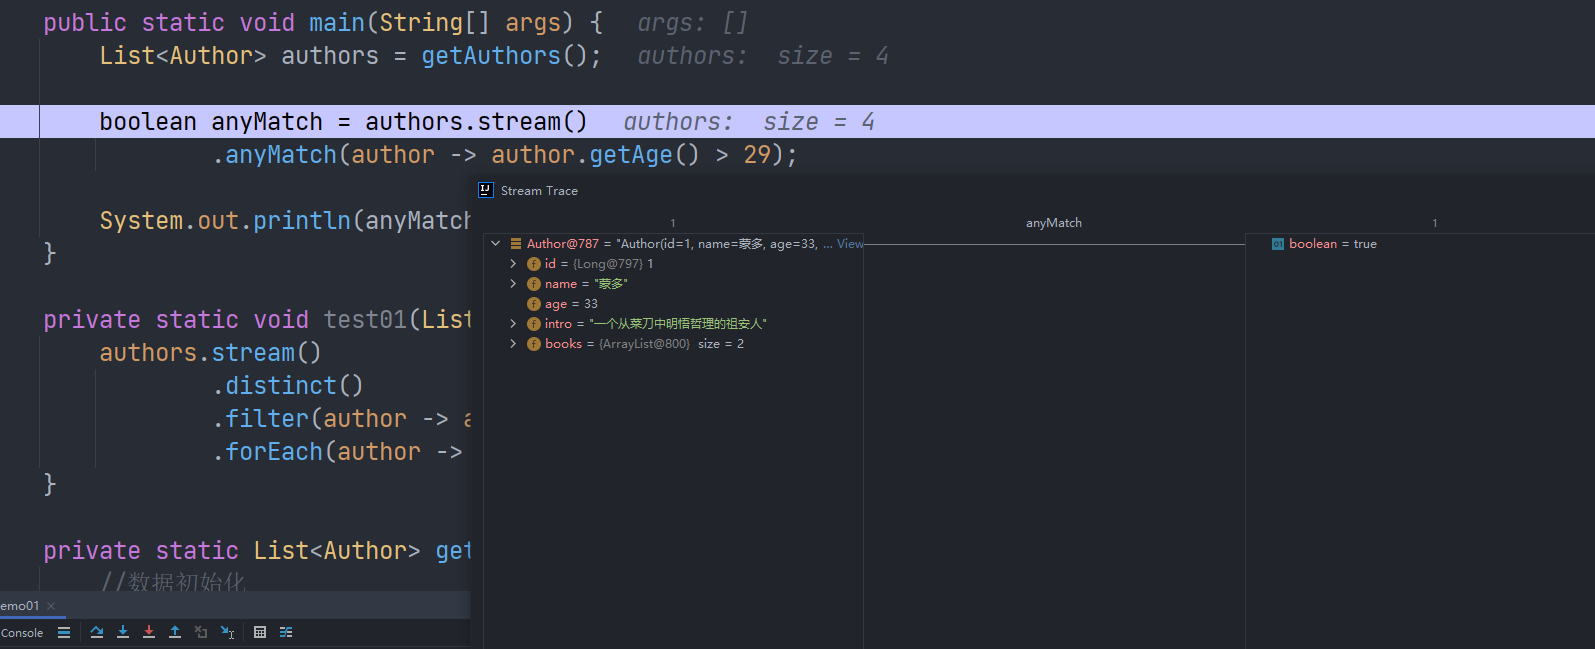 public static void main(String[] args) {   args: []
List<Author> authors = getAuthors();   authors:  size = 4
boolean anyMatch = authors.stream()   authors:  size = 4
.anyMatch(author -> author.getAge() > 29);
Stream Trace
System.out.println(anyMatch
1
anyMatch
1
Author@787 = "Author(id=1, name=蒙多, age=33, ... View
boolean = true
}
id = {Long@797} 1
name = "蒙多"
age = 33
private static void test01(List
intro = "一个从菜刀中明悟哲理的祖安人"
books = {ArrayList@800}  size = 2
authors.stream()
.distinct()
.filter(author -> a
.forEach(author ->
}
private static List<Author> get
//数据初始化
emo01
Console